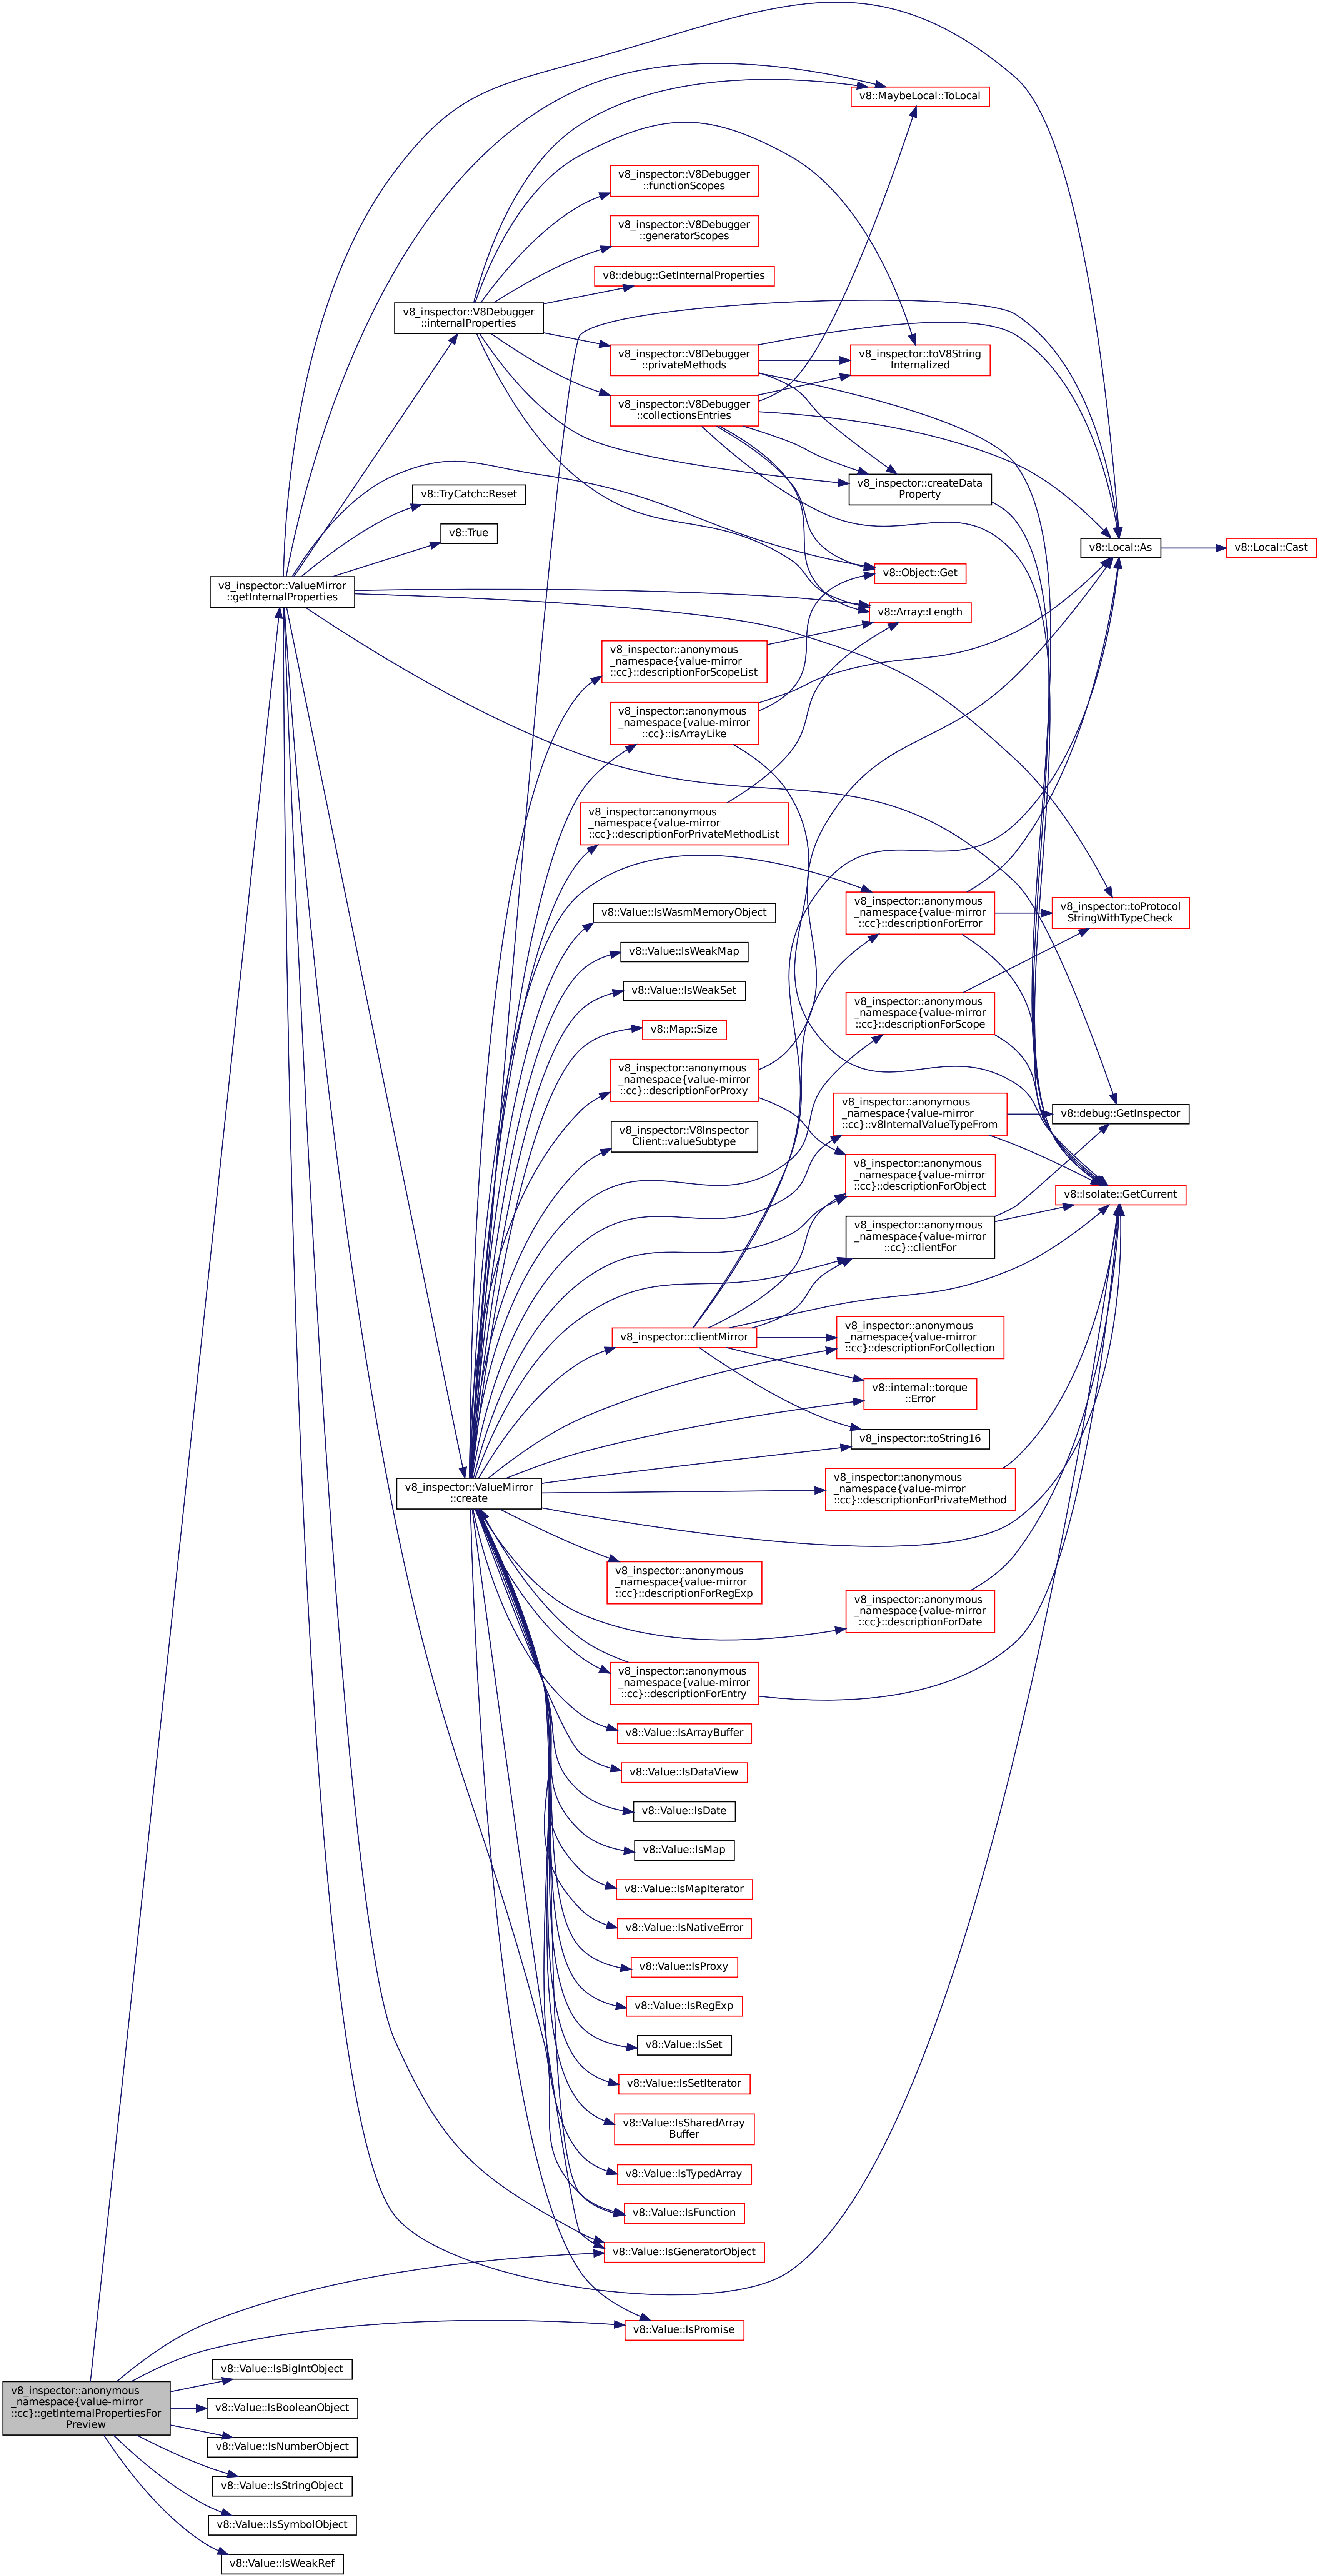 v8::MaybeLocal::ToLocal
v8_inspector::V8Debugger
::functionScopes
v8_inspector::V8Debugger
::generatorScopes
v8::debug::GetInternalProperties
v8_inspector::V8Debugger
::internalProperties
v8_inspector::V8Debugger
::privateMethods
v8_inspector::toV8String
Internalized
v8_inspector::V8Debugger
::collectionsEntries
v8_inspector::createData
Property
v8::TryCatch::Reset
v8::True
v8::Local::As
v8::Local::Cast
v8::Object::Get
v8_inspector::ValueMirror
::getInternalProperties
v8::Array::Length
v8_inspector::anonymous
_namespace{value-mirror
::cc}::descriptionForScopeList
v8_inspector::anonymous
_namespace{value-mirror
::cc}::isArrayLike
v8_inspector::anonymous
_namespace{value-mirror
::cc}::descriptionForPrivateMethodList
v8::Value::IsWasmMemoryObject
v8_inspector::anonymous
_namespace{value-mirror
::cc}::descriptionForError
v8_inspector::toProtocol
StringWithTypeCheck
v8::Value::IsWeakMap
v8::Value::IsWeakSet
v8_inspector::anonymous
_namespace{value-mirror
::cc}::descriptionForScope
v8::Map::Size
v8_inspector::anonymous
_namespace{value-mirror
::cc}::descriptionForProxy
v8_inspector::anonymous
_namespace{value-mirror
::cc}::v8InternalValueTypeFrom
v8::debug::GetInspector
v8_inspector::V8Inspector
Client::valueSubtype
v8_inspector::anonymous
_namespace{value-mirror
::cc}::descriptionForObject
v8::Isolate::GetCurrent
v8_inspector::anonymous
_namespace{value-mirror
::cc}::clientFor
v8_inspector::clientMirror
v8_inspector::anonymous
_namespace{value-mirror
::cc}::descriptionForCollection
v8::internal::torque
::Error
v8_inspector::toString16
v8_inspector::ValueMirror
::create
v8_inspector::anonymous
_namespace{value-mirror
::cc}::descriptionForPrivateMethod
v8_inspector::anonymous
_namespace{value-mirror
::cc}::descriptionForRegExp
v8_inspector::anonymous
_namespace{value-mirror
::cc}::descriptionForDate
v8_inspector::anonymous
_namespace{value-mirror
::cc}::descriptionForEntry
v8::Value::IsArrayBuffer
v8::Value::IsDataView
v8::Value::IsDate
v8::Value::IsMap
v8::Value::IsMapIterator
v8::Value::IsNativeError
v8::Value::IsProxy
v8::Value::IsRegExp
v8::Value::IsSet
v8::Value::IsSetIterator
v8::Value::IsSharedArray
Buffer
v8::Value::IsTypedArray
v8::Value::IsFunction
v8::Value::IsGeneratorObject
v8::Value::IsPromise
v8::Value::IsBigIntObject
v8_inspector::anonymous
_namespace{value-mirror
::cc}::getInternalPropertiesFor
Preview
v8::Value::IsBooleanObject
v8::Value::IsNumberObject
v8::Value::IsStringObject
v8::Value::IsSymbolObject
v8::Value::IsWeakRef